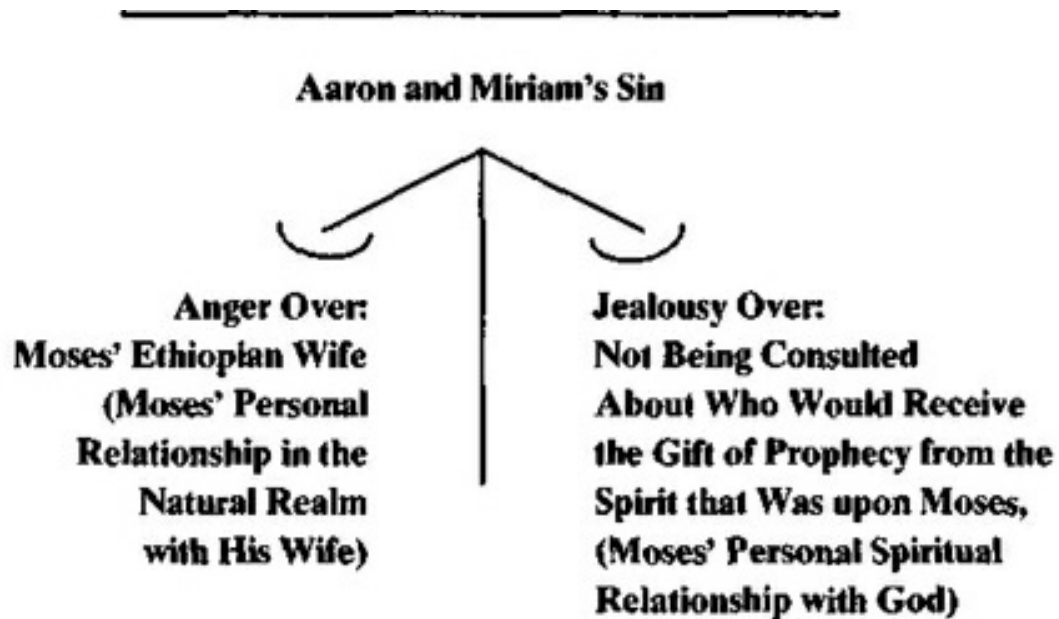 Aaron and Miriam's Sin
Anger Over:
Moses' Ethiopian Wife
(Moses' Personal
Relationship in the
Natural Realm
with His Wife)
Jealousy Over:
Not Being Consulted
About Who Would Receive
the Gift of Prophecy from the
Spirit that Was upon Moses,
(Moses' Personal Spiritual
Relationship with God)